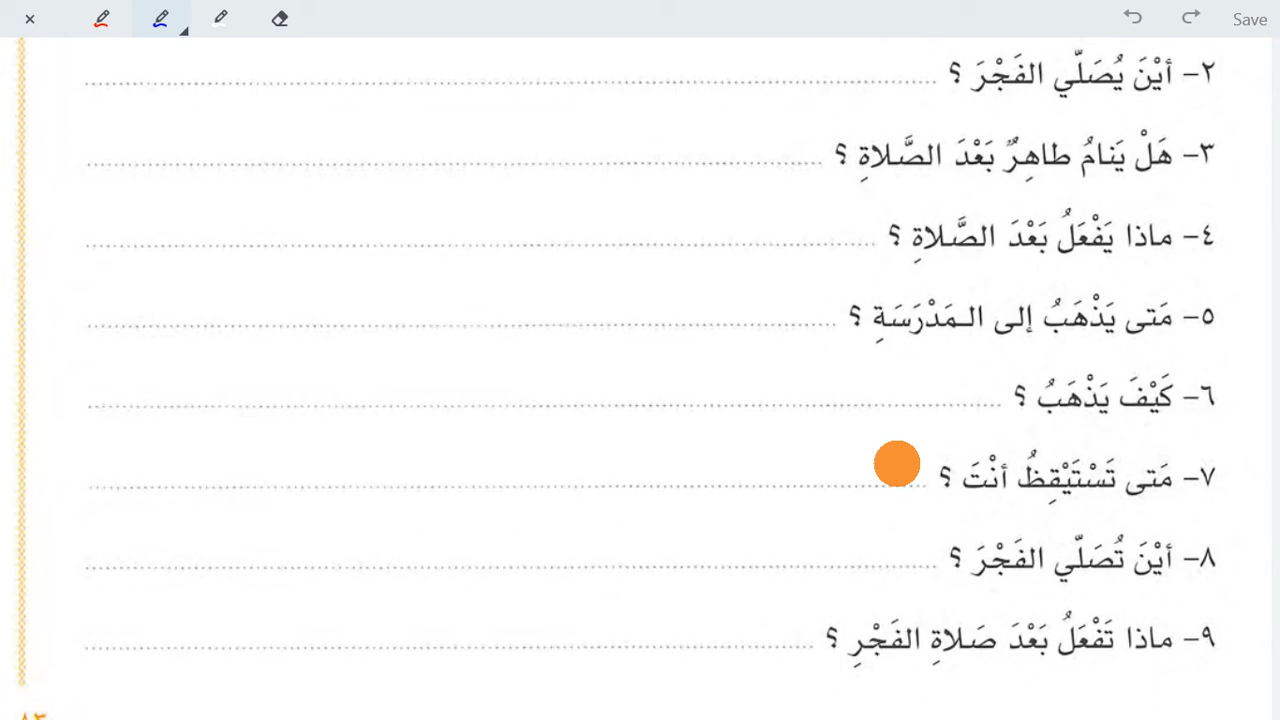 Save
٢- أيْنَ يُصَلّي الفَجْرَ ؟
٣- هَلْ يَنامُ طاهِرٌ بَعْدَ الصَّلاةِ ؟
٤- ماذا يَفْعَلُ بَعْدَ الصَّلاةِ ؟
٥- مَتى يَذْهَبُ إلى الـمَدْرَسَةِ ؟
٦- كَيْفَ يَذْهَبُ ؟
٧- مَتى تَسْتَيْقِظُ أنْتَ ؟
٨- أيْنَ تُصَلّي الفَجْرَ ؟
٩- ماذا تَفْعَلُ بَعْدَ صَلاةِ الفَجْرِ ؟